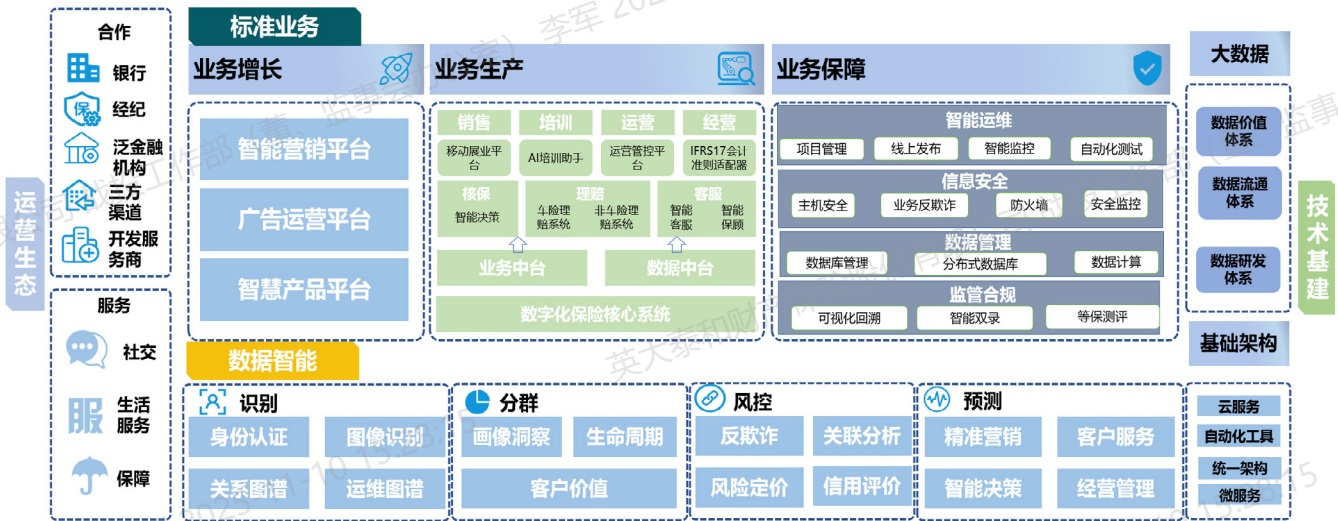 合作
银行
经纪
泛金融
机构
三方
渠道
开发服
务商
运营生态
服务
社交
生活
服务
保障
标准业务
业务增长
智能营销平台
广告运营平台
智慧产品平台
业务生产
销售
培训
运营
经营
移动展业平
台
AI培训助手
运营管控平
台
IFRS17会计
准则适配器
核保
智能决策
理赔
车险理
赔系统
非车险理
赔系统
客服
智能
客服
智能
保顾
业务中台
数据中台
数字化保险核心系统
业务保障
智能运维
项目管理
线上发布
智能监控
自动化测试
信息安全
主机安全
业务反欺诈
防火墙
安全监控
数据管理
数据库管理
分布式数据库
数据计算
监管合规
可视化回溯
智能双录
等保测评
数据智能
识别
身份认证
图像识别
关系图谱
运维图谱
分群
画像洞察
生命周期
客户价值
风控
反欺诈
关联分析
风险定价
信用评价
预测
精准营销
客户服务
智能决策
经营管理
大数据
数据价值
体系
数据流通
体系
数据研发
体系
技术基建
基础架构
云服务
自动化工具
统一架构
微服务